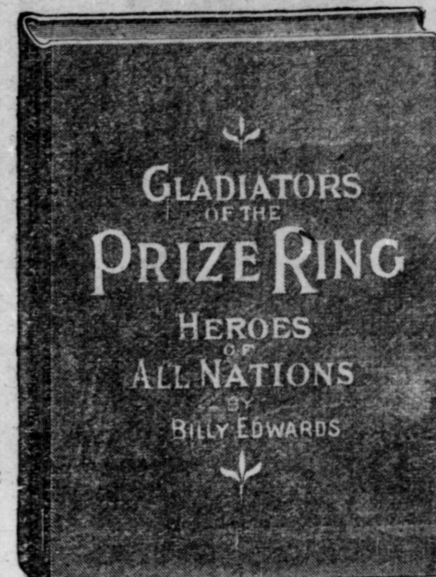 GLADIATORS
OF THE
PRIZE RING
HEROES
OF
ALL NATIONS
BY
BILLY EDWARDS